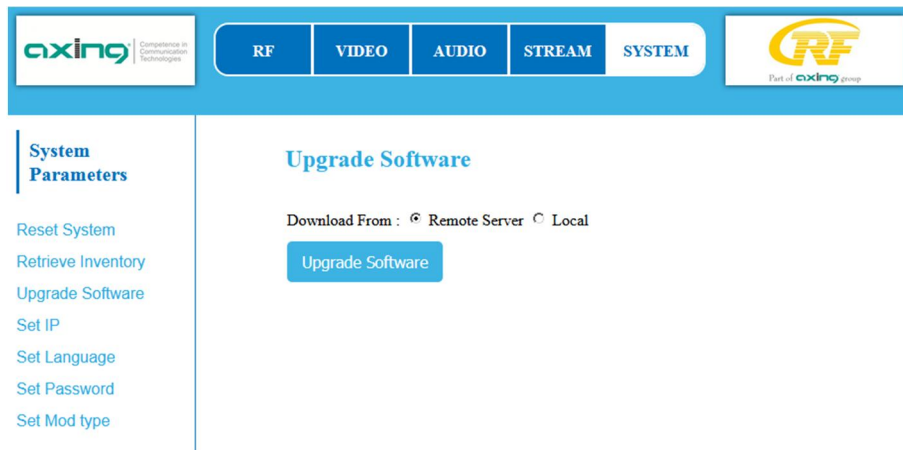 axing
Competence in
Communication
Technologies
RF
VIDEO
AUDIO
STREAM
SYSTEM
CRF
Part of axing group
System
Parameters
Reset System
Retrieve Inventory
Upgrade Software
Set IP
Set Language
Set Password
Set Mod type
Upgrade Software
Download From : Remote Server Local
Upgrade Software